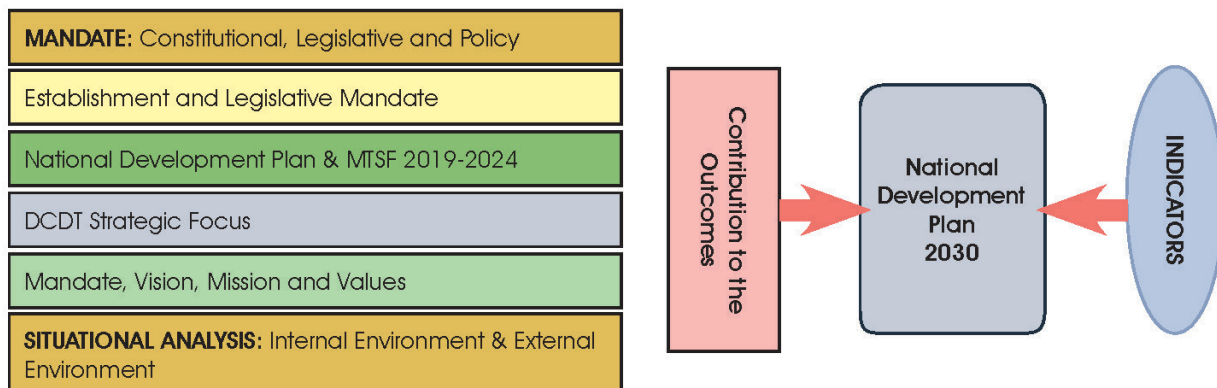 MANDATE: Constitutional, Legislative and Policy
Establishment and Legislative Mandate
National Development Plan & MTSF 2019-2024
DCDT Strategic Focus
Mandate, Vision, Mission and Values
SITUATIONAL ANALYSIS: Internal Environment & External
Environment
Contribution to the
Outcomes
National
Development
Plan
2030
INDICATORS